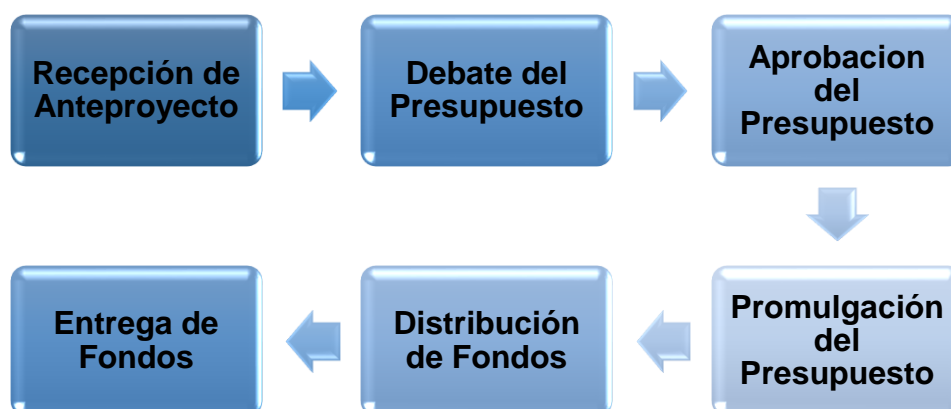 Recepción de
Anteproyecto
Debate del
Presupuesto
Aprobacion
del
Presupuesto
Promulgación
del
Presupuesto
Distribución
de Fondos
Entrega de
Fondos